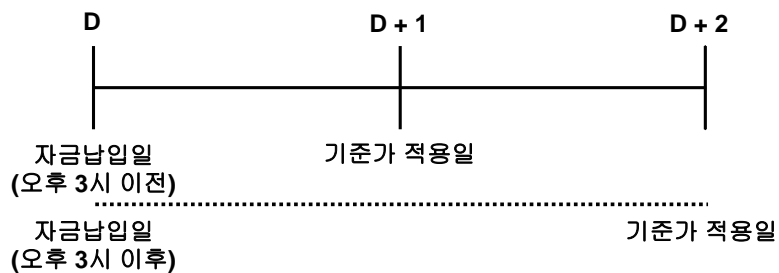 D D + 1 D + 2
자금납입일 기준가 적용일
(오후 3시 이전)
자금납입일 기준가 적용일
(오후 3시 이후)